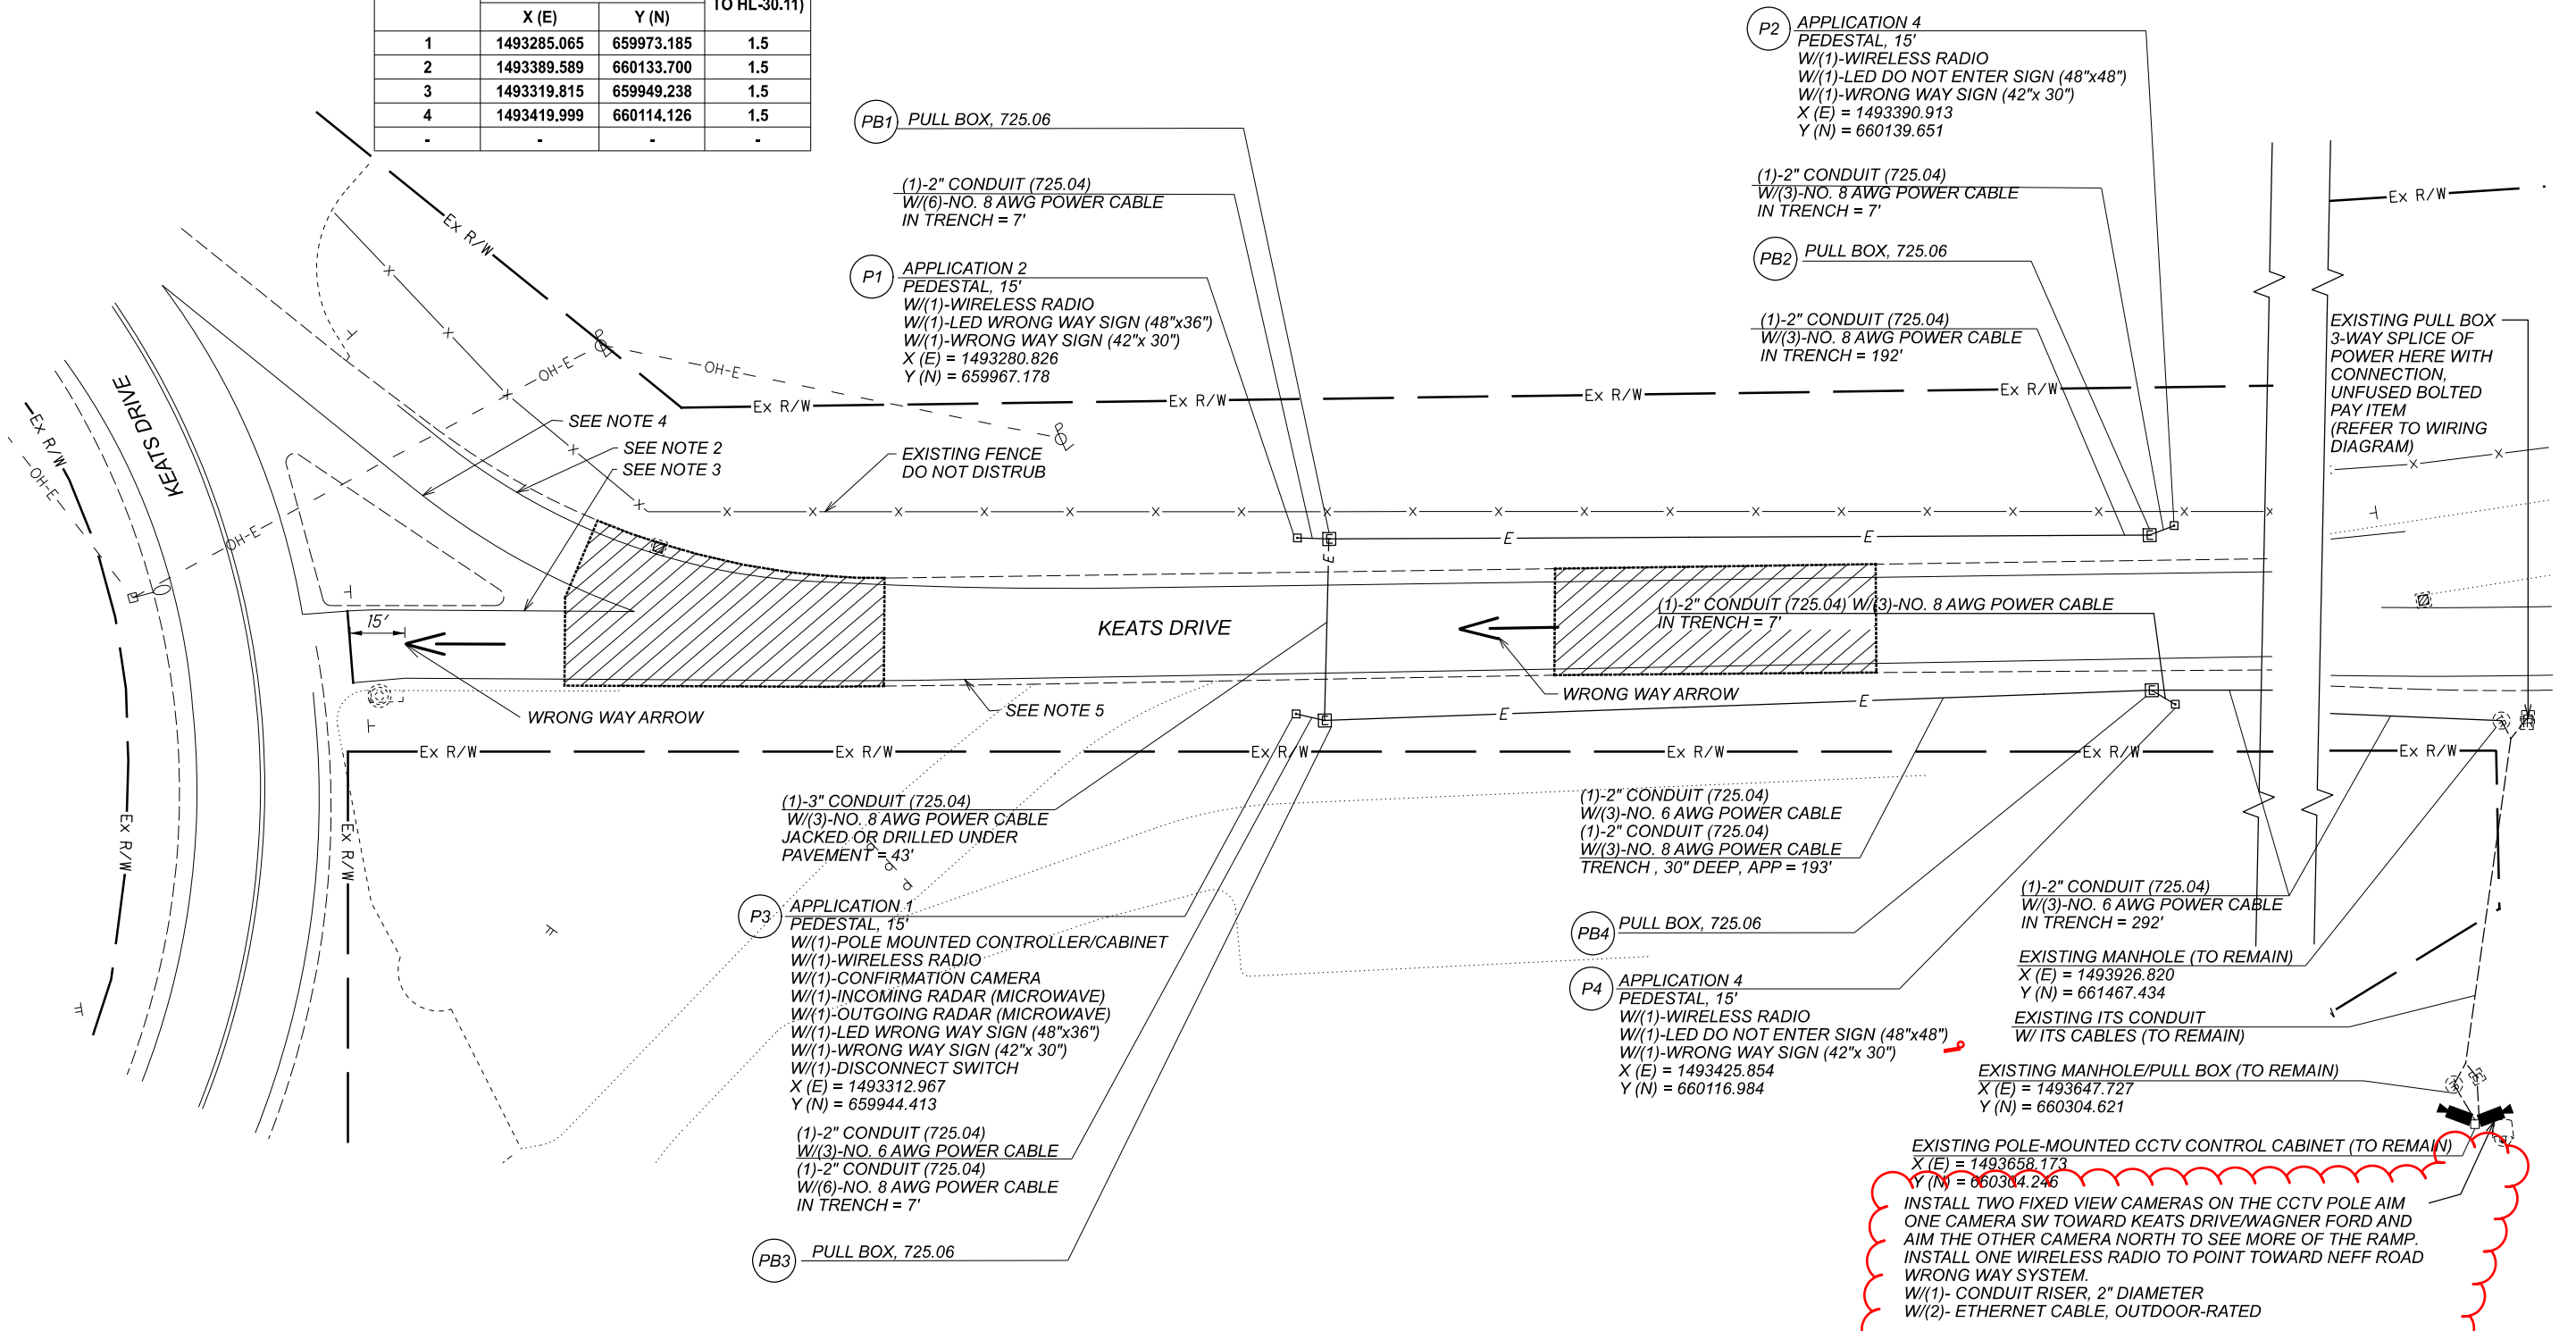 TO HL-30.11)
X (E) Y (N)
1 1493285.065 659973.185 1.5
2 1493389.589 660133.700 1.5
3 1493319.815 659949.238 1.5
4 1493419.999 660114.126 1.5
- - - -
PB1 PULL BOX, 725.06
(1)-2" CONDUIT (725.04)
W/(6)-NO. 8 AWG POWER CABLE
IN TRENCH = 7'
P1 APPLICATION 2
PEDESTAL, 15'
W/(1)-WIRELESS RADIO
W/(1)-LED WRONG WAY SIGN (48"x36")
W/(1)-WRONG WAY SIGN (42"x 30")
X (E) = 1493280.826
Y (N) = 659967.178
P2 APPLICATION 4
PEDESTAL, 15'
W/(1)-WIRELESS RADIO
W/(1)-LED DO NOT ENTER SIGN (48"x48")
W/(1)-WRONG WAY SIGN (42"x 30")
X (E) = 1493390.913
Y (N) = 660139.651
(1)-2" CONDUIT (725.04)
W/(3)-NO. 8 AWG POWER CABLE
IN TRENCH = 7'
PB2 PULL BOX, 725.06
(1)-2" CONDUIT (725.04)
W/(3)-NO. 8 AWG POWER CABLE
IN TRENCH = 192'
EXISTING PULL BOX
3-WAY SPLICE OF
POWER HERE WITH
CONNECTION,
UNFUSED BOLTED
PAY ITEM
(REFER TO WIRING
DIAGRAM)
Ex R/W
Ex R/W
OH-E
OH-E
Ex R/W
Ex R/W
Ex R/W
Ex R/W
SEE NOTE 4
SEE NOTE 2
SEE NOTE 3
EXISTING FENCE
DO NOT DISTRUB
KEATS DRIVE
Ex R/W
OH-E
OH-E
X X X X X X X X X X X X X X X X X X X X X X X X X
E E E E E
E
E E
E E
15'
KEATS DRIVE
(1)-2" CONDUIT (725.04) W/(3)-NO. 8 AWG POWER CABLE
IN TRENCH = 7'
WRONG WAY ARROW
WRONG WAY ARROW
SEE NOTE 5
Ex R/W
Ex R/W
Ex R/W
Ex R/W
Ex R/W
Ex R/W
Ex R/W
Ex R/W
(1)-3" CONDUIT (725.04)
W/(3)-NO. 8 AWG POWER CABLE
JACKED OR DRILLED UNDER
PAVEMENT = 43'
(1)-2" CONDUIT (725.04)
W/(3)-NO. 6 AWG POWER CABLE
(1)-2" CONDUIT (725.04)
W/(3)-NO. 8 AWG POWER CABLE
TRENCH , 30" DEEP, APP = 193'
P3 APPLICATION 1
PEDESTAL, 15'
W/(1)-POLE MOUNTED CONTROLLER/CABINET
W/(1)-WIRELESS RADIO
W/(1)-CONFIRMATION CAMERA
W/(1)-INCOMING RADAR (MICROWAVE)
W/(1)-OUTGOING RADAR (MICROWAVE)
W/(1)-LED WRONG WAY SIGN (48"x36")
W/(1)-WRONG WAY SIGN (42"x 30")
W/(1)-DISCONNECT SWITCH
X (E) = 1493312.967
Y (N) = 659944.413
(1)-2" CONDUIT (725.04)
W/(3)-NO. 6 AWG POWER CABLE
(1)-2" CONDUIT (725.04)
W/(6)-NO. 8 AWG POWER CABLE
IN TRENCH = 7'
PB3 PULL BOX, 725.06
PB4 PULL BOX, 725.06
P4 APPLICATION 4
PEDESTAL, 15'
W/(1)-WIRELESS RADIO
W/(1)-LED DO NOT ENTER SIGN (48"x48")
W/(1)-WRONG WAY SIGN (42"x 30")
X (E) = 1493425.854
Y (N) = 660116.984
(1)-2" CONDUIT (725.04)
W/(3)-NO. 6 AWG POWER CABLE
IN TRENCH = 292'
EXISTING MANHOLE (TO REMAIN)
X (E) = 1493926.820
Y (N) = 661467.434
EXISTING ITS CONDUIT
W/ ITS CABLES (TO REMAIN)
EXISTING MANHOLE/PULL BOX (TO REMAIN)
X (E) = 1493647.727
Y (N) = 660304.621
EXISTING POLE-MOUNTED CCTV CONTROL CABINET (TO REMAIN)
X (E) = 1493658.173
Y (N) = 660304.246
INSTALL TWO FIXED VIEW CAMERAS ON THE CCTV POLE AIM
ONE CAMERA SW TOWARD KEATS DRIVE/WAGNER FORD AND
AIM THE OTHER CAMERA NORTH TO SEE MORE OF THE RAMP.
INSTALL ONE WIRELESS RADIO TO POINT TOWARD NEFF ROAD
WRONG WAY SYSTEM.
W/(1)- CONDUIT RISER, 2" DIAMETER
W/(2)- ETHERNET CABLE, OUTDOOR-RATED